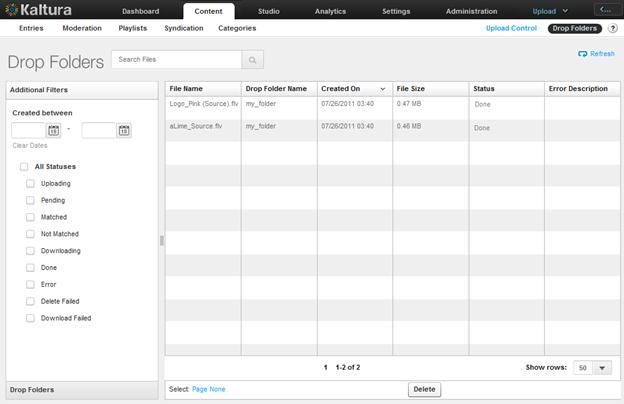 Kaltura Dashboard Content Studio Analytics Settings Administration Upload <...
Entries Moderation Playlists Syndication Categories Upload Control Drop Folders ?
Drop Folders Search Files Refresh
Additional Filters
File Name Drop Folder Name Created On File Size Status Error Description
Logo_Pink (Source).flv my_folder 07/26/2011 03:40 0.47 MB Done
aLime_Source.flv my_folder 07/26/2011 03:40 0.46 MB Done
Created between
15 - 15
Clear Dates
All Statuses
Uploading
Pending
Matched
Not Matched
Downloading
Done
Error
Delete Failed
Download Failed
1 1-2 of 2 Show rows: 50
Drop Folders
Select: Page None Delete